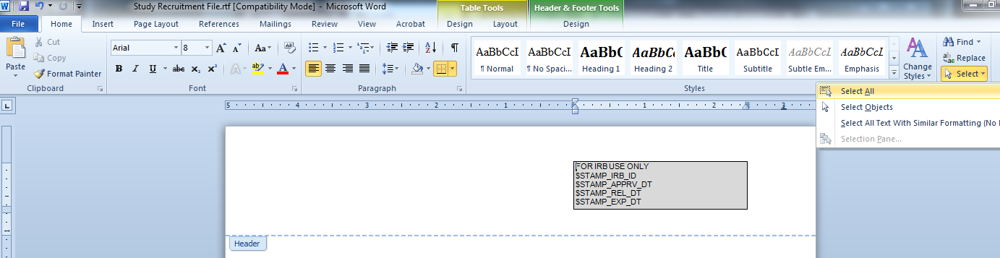 Study Recruitment File.rtf [Compatibility Mode] - Microsoft Word
Table Tools
Header & Footer Tools
File Home Insert Page Layout References Mailings Review View Acrobat Design Layout Design
Cut
Copy
Format Painter
Paste
Clipboard
Arial 8
Font
Paragraph
AaBbCcI AaBbCcI AaBb( AaBbCc AaBb( AaBbCcI AaBbCcI AaBbCcI
¶ Normal ¶ No Spaci... Heading 1 Heading 2 Title Subtitle Subtle Em... Emphasis
Change Styles
Styles
Find
Replace
Select
Select All
Select Objects
Select All Text With Similar Formatting (No
Selection Pane...
5 4 3 2 1 1 2 3
FOR IRB USE ONLY
$STAMP_IRB_ID
$STAMP_APPRV_DT
$STAMP_REL_DT
$STAMP_EXP_DT
Header